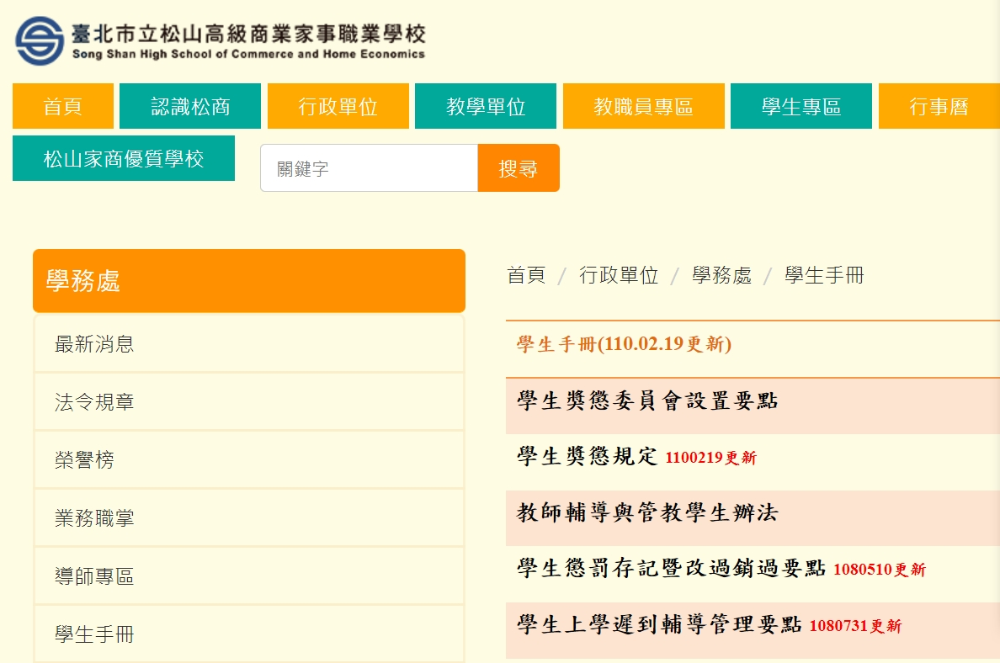 臺北市立松山高級商業家事職業學校
Song Shan High School of Commerce and Home Economics
首頁 認識松商 行政單位 教學單位 教職員專區 學生專區 行事曆
松山家商優質學校 關鍵字 搜尋
學務處
最新消息
法令規章
榮譽榜
業務職掌
導師專區
學生手冊
首頁 / 行政單位 / 學務處 / 學生手冊
學生手冊(110.02.19更新)
學生獎懲委員會設置要點
學生獎懲規定 1100219更新
教師輔導與管教學生辦法
學生懲罰存記暨改過銷過要點 1080510更新
學生上學遲到輔導管理要點 1080731更新